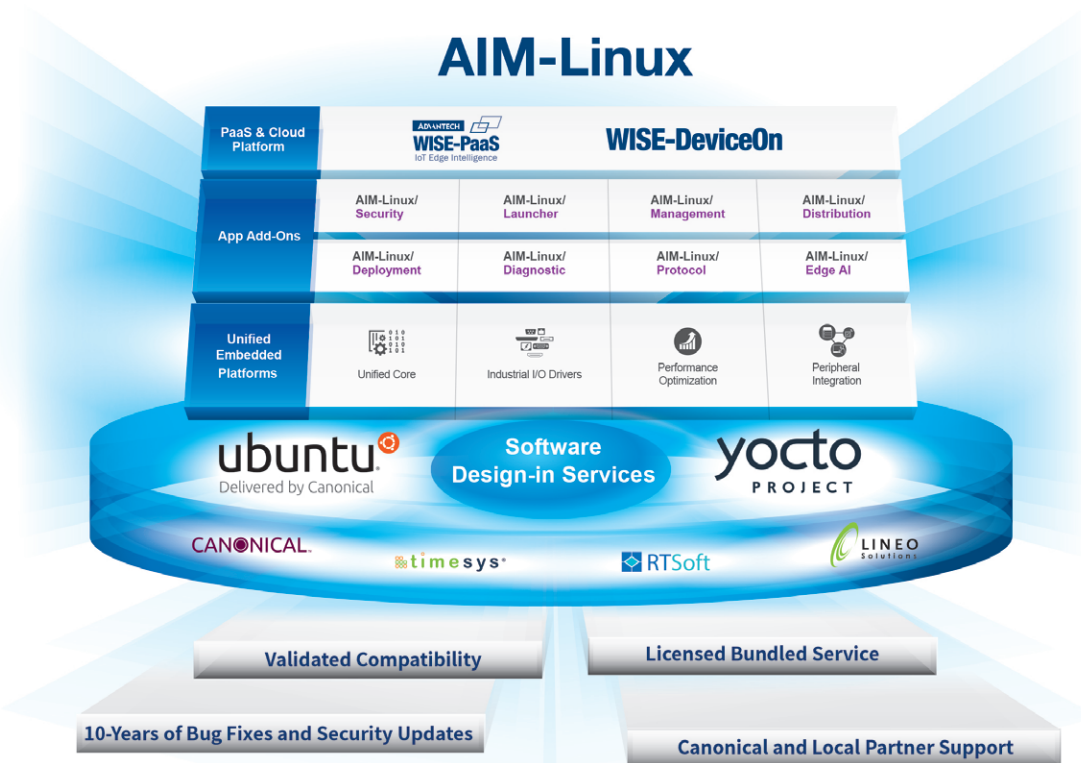 AIM-Linux
PaaS & Cloud
Platform
ADVANTECH
WISE-PaaS
IoT Edge Intelligence
WISE-DeviceOn
App Add-Ons
AIM-Linux/
Security
AIM-Linux/
Launcher
AIM-Linux/
Management
AIM-Linux/
Distribution
AIM-Linux/
Deployment
AIM-Linux/
Diagnostic
AIM-Linux/
Protocol
AIM-Linux/
Edge AI
Unified
Embedded
Platforms
010
101
010
101
Unified Core
Industrial I/O Drivers
Performance
Optimization
Peripheral
Integration
ubuntu
Delivered by Canonical
Software
Design-in Services
yocto
PROJECT
CANONICAL
timesys
RTSoft
LINEO
Solutions
Validated Compatibility
Licensed Bundled Service
10-Years of Bug Fixes and Security Updates
Canonical and Local Partner Support